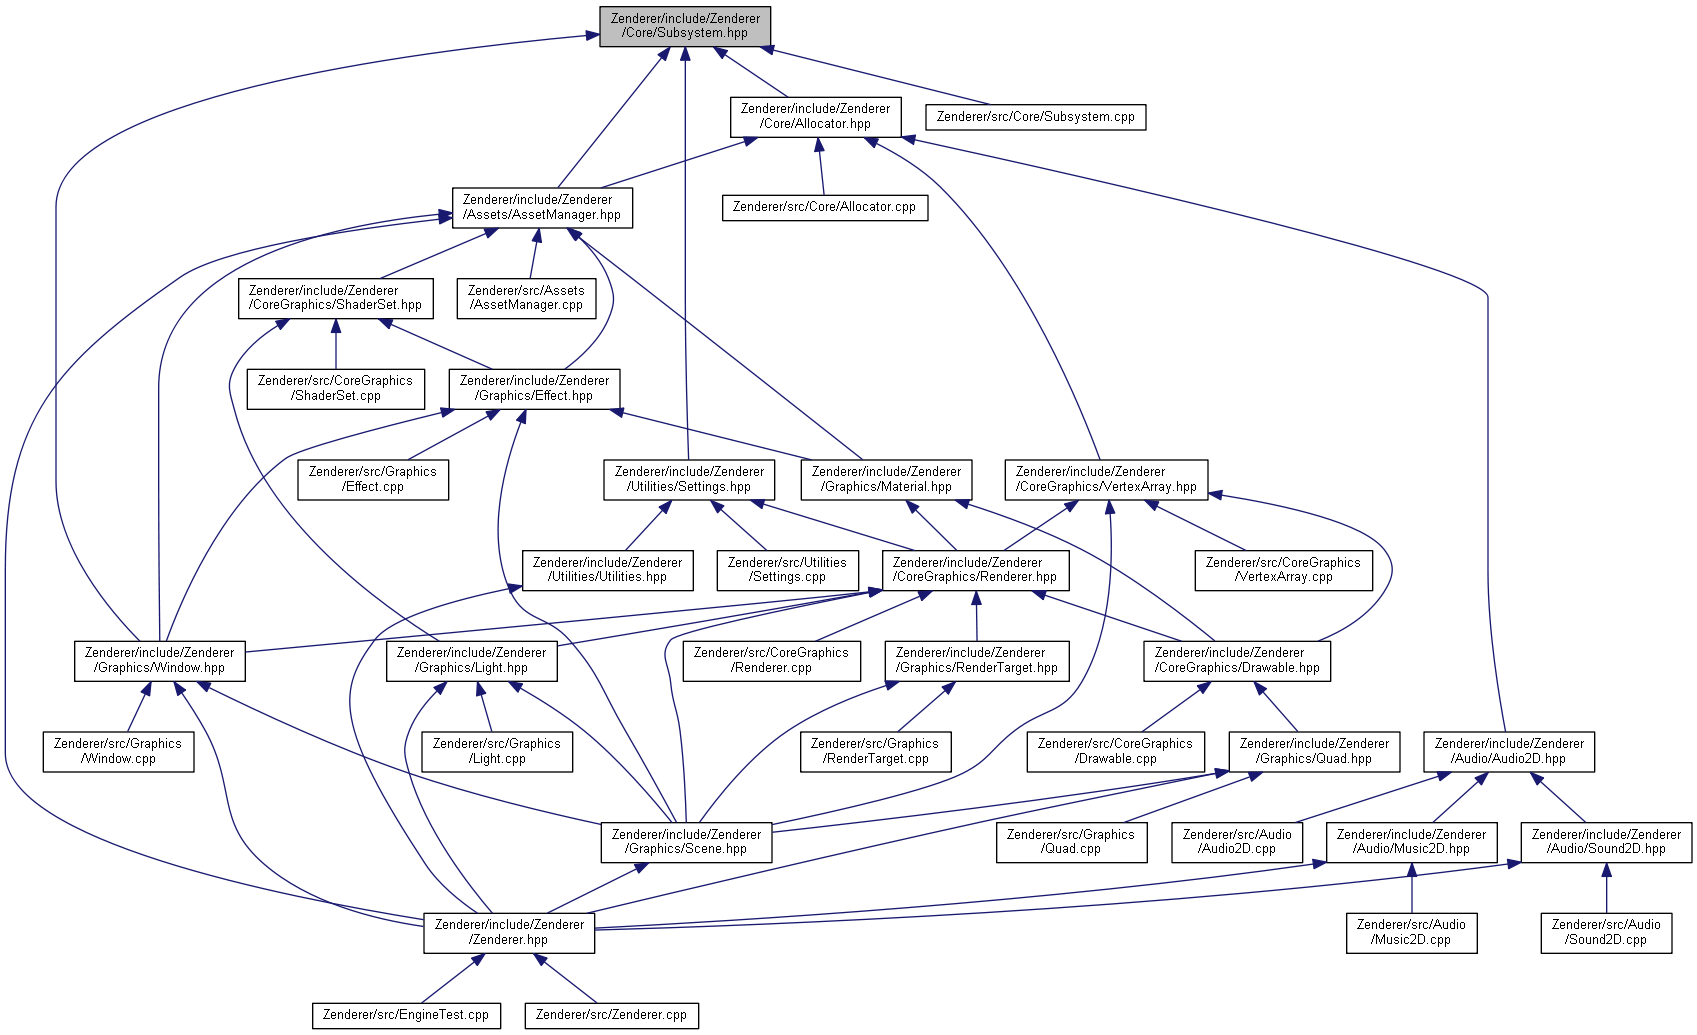 Zenderer/include/Zenderer
/Core/Subsystem.hpp
Zenderer/include/Zenderer
/Core/Allocator.hpp
Zenderer/src/Core/Subsystem.cpp
Zenderer/include/Zenderer
/Assets/AssetManager.hpp
Zenderer/src/Core/Allocator.cpp
Zenderer/include/Zenderer
/CoreGraphics/ShaderSet.hpp
Zenderer/src/Assets
/AssetManager.cpp
Zenderer/src/CoreGraphics
/ShaderSet.cpp
Zenderer/include/Zenderer
/Graphics/Effect.hpp
Zenderer/src/Graphics
/Effect.cpp
Zenderer/include/Zenderer
/Utilities/Settings.hpp
Zenderer/include/Zenderer
/Graphics/Material.hpp
Zenderer/include/Zenderer
/CoreGraphics/VertexArray.hpp
Zenderer/include/Zenderer
/Utilities/Utilities.hpp
Zenderer/src/Utilities
/Settings.cpp
Zenderer/include/Zenderer
/CoreGraphics/Renderer.hpp
Zenderer/src/CoreGraphics
/VertexArray.cpp
Zenderer/include/Zenderer
/Graphics/Window.hpp
Zenderer/include/Zenderer
/Graphics/Light.hpp
Zenderer/src/CoreGraphics
/Renderer.cpp
Zenderer/include/Zenderer
/Graphics/RenderTarget.hpp
Zenderer/include/Zenderer
/CoreGraphics/Drawable.hpp
Zenderer/src/Graphics
/Window.cpp
Zenderer/src/Graphics
/Light.cpp
Zenderer/src/Graphics
/RenderTarget.cpp
Zenderer/src/CoreGraphics
/Drawable.cpp
Zenderer/include/Zenderer
/Graphics/Quad.hpp
Zenderer/include/Zenderer
/Audio/Audio2D.hpp
Zenderer/include/Zenderer
/Graphics/Scene.hpp
Zenderer/src/Graphics
/Quad.cpp
Zenderer/src/Audio
/Audio2D.cpp
Zenderer/include/Zenderer
/Audio/Music2D.hpp
Zenderer/include/Zenderer
/Audio/Sound2D.hpp
Zenderer/include/Zenderer
/Zenderer.hpp
Zenderer/src/Audio
/Music2D.cpp
Zenderer/src/Audio
/Sound2D.cpp
Zenderer/src/EngineTest.cpp
Zenderer/src/Zenderer.cpp